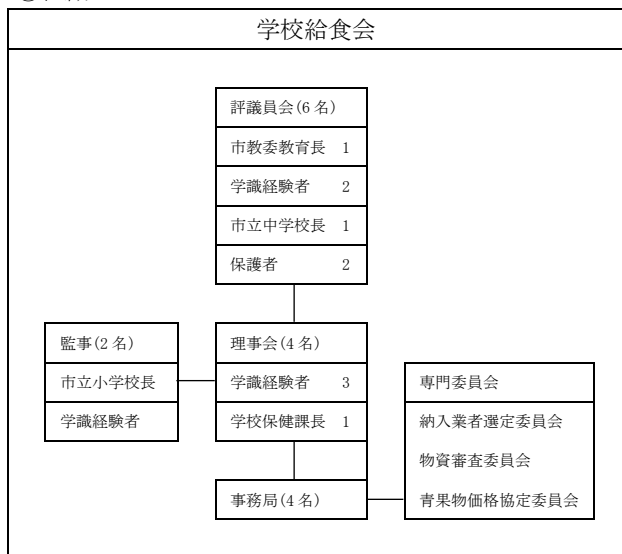 学校給食会
評議員会(6名)
市教委教育長 1
学識経験者 2
市立中学校長 1
保護者 2
監事(2名)
市立小学校長
学識経験者
理事会(4名)
学識経験者 3
学校保健課長 1
専門委員会
納入業者選定委員会
物資審査委員会
青果物価格協定委員会
事務局(4名)